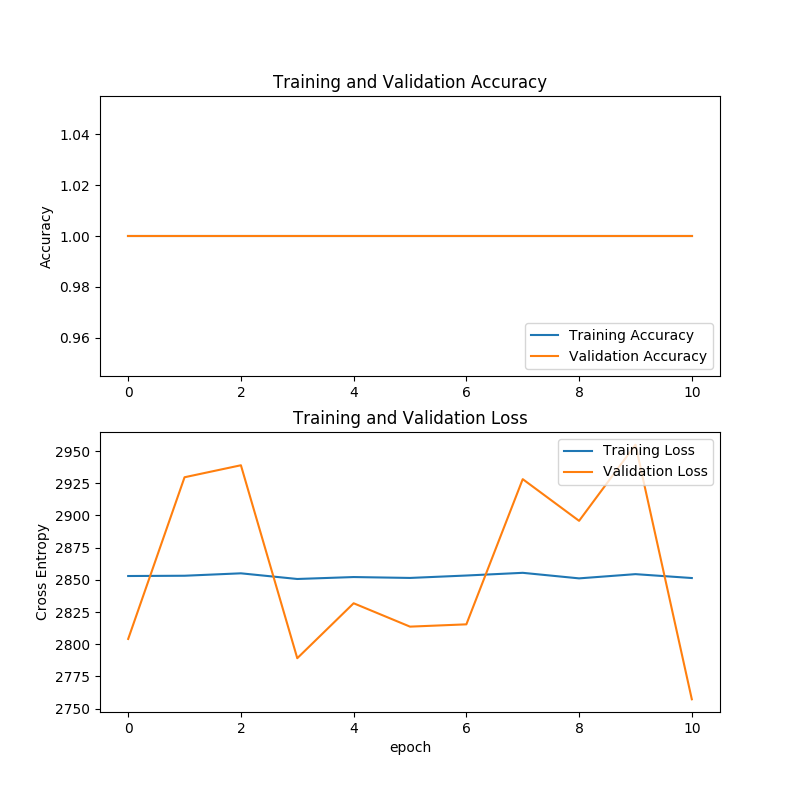 Training and Validation Accuracy
Accuracy
1.04
1.02
1.00
0.98
0.96
Training Accuracy
Validation Accuracy
0 2 4 6 8 10
Training and Validation Loss
Cross Entropy
2950
2925
2900
2875
2850
2825
2800
2775
2750
Training Loss
Validation Loss
0 2 4 6 8 10
epoch